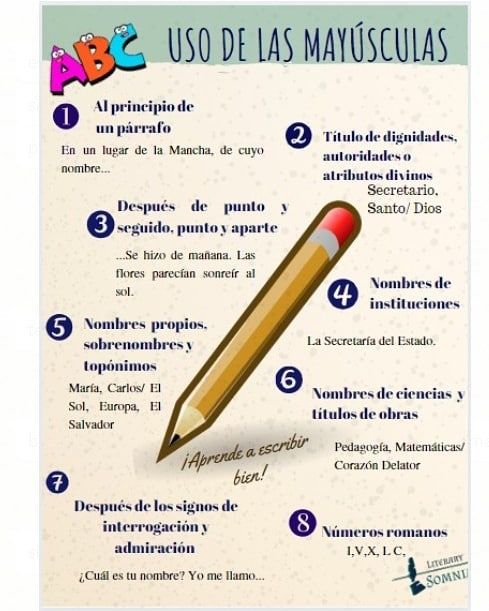 ABC
USO DE LAS MAYÚSCULAS
1
Al principio de
un párrafo
En un lugar de la Mancha, de cuyo
nombre...
2
Título de dignidades,
autoridades o
atributos divinos
Secretario,
Santo/ Dios
3
Después de punto y
seguido, punto y aparte
...Se hizo de mañana. Las
flores parecían sonreír al
sol.
4
Nombres de
instituciones
La Secretaría del Estado.
5
Nombres propios,
sobrenombres y
topónimos
María, Carlos/ El
Sol, Europa, El
Salvador
6
Nombres de ciencias y
títulos de obras
Pedagogía, Matemáticas/
Corazón Delator
¡Aprende a escribir
bien!
7
Después de los signos de
interrogación y
admiración
¿Cuál es tu nombre? Yo me llamo...
8
Números romanos
I,V,X, L C,
LITERARY
SOMNI